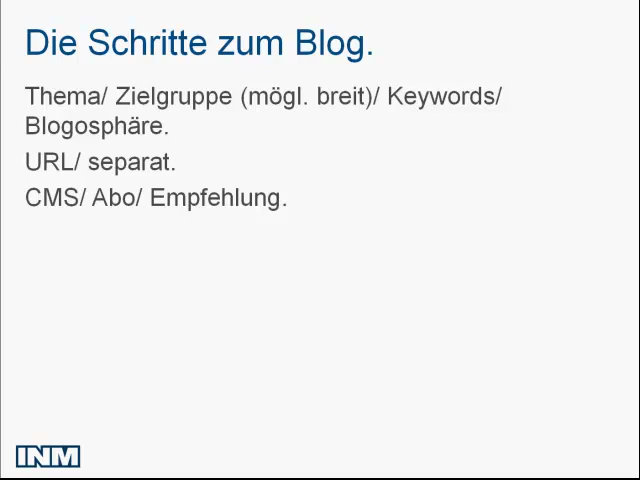 Die Schritte zum Blog.
Thema/ Zielgruppe (mögl. breit)/ Keywords/
Blogosphäre.
URL/ separat.
CMS/ Abo/ Empfehlung.
INM